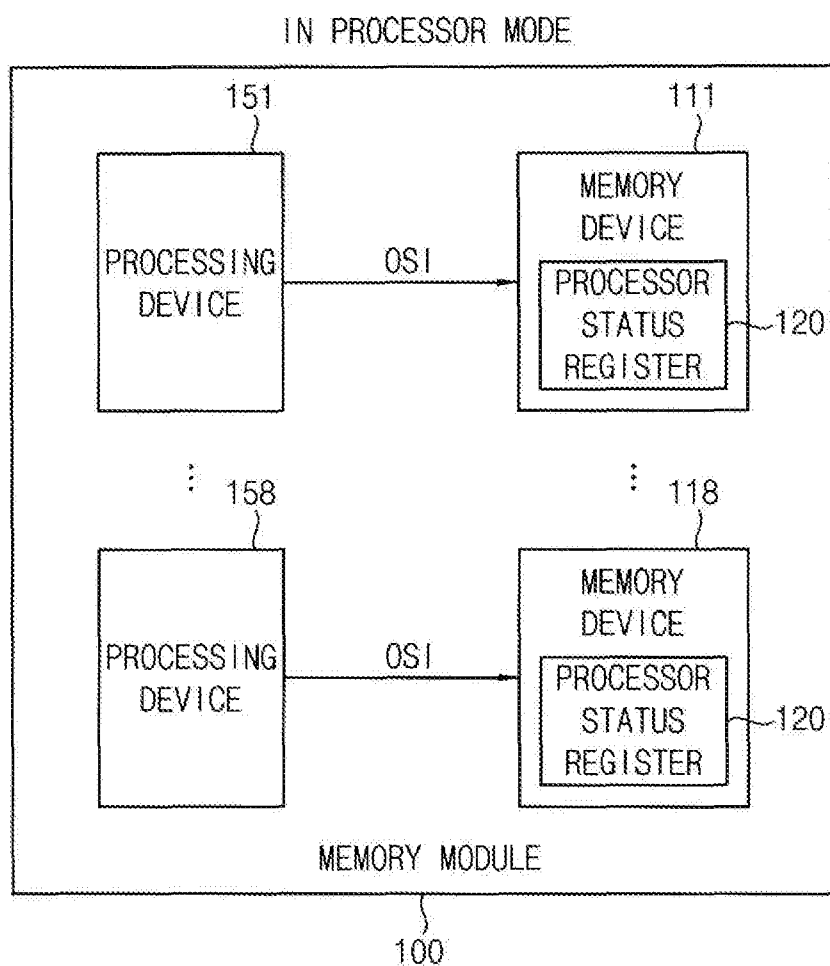 IN PROCESSOR MODE
151
111
PROCESSING
DEVICE
OSI
MEMORY
DEVICE
PROCESSOR
STATUS
REGISTER
120
158
118
PROCESSING
DEVICE
OSI
MEMORY
DEVICE
PROCESSOR
STATUS
REGISTER
120
MEMORY MODULE
100